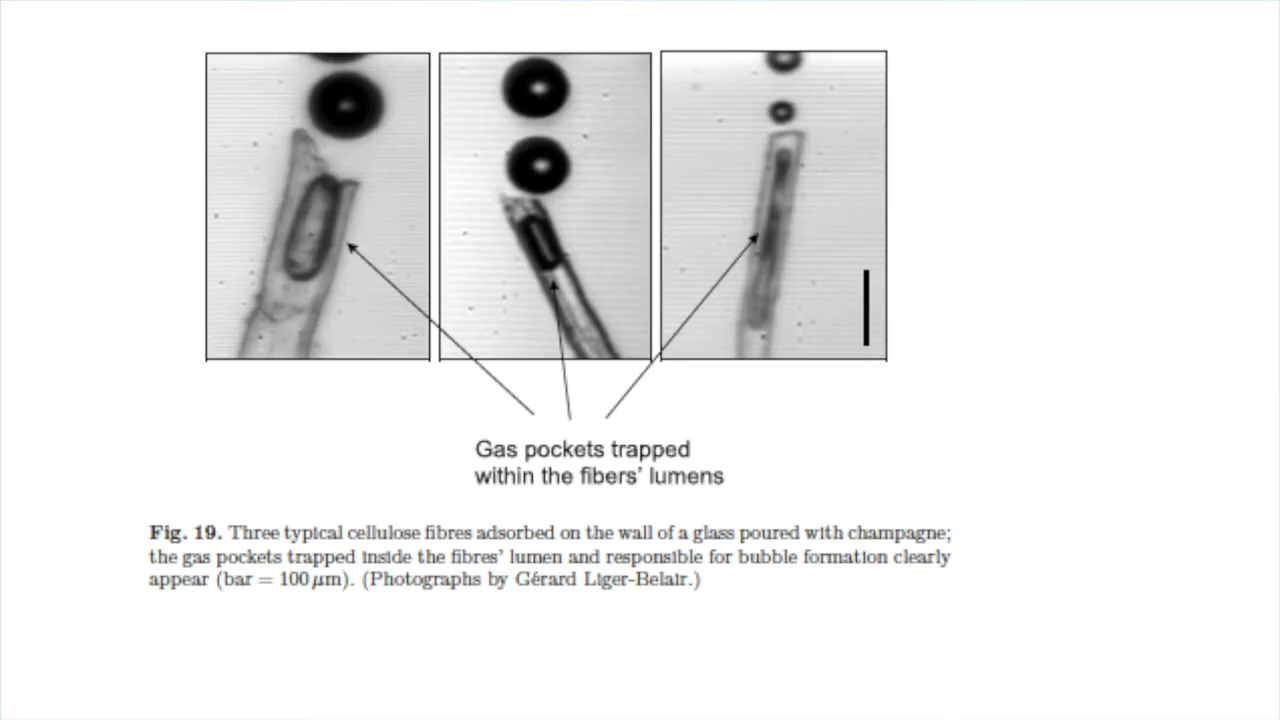 Gas pockets trapped
within the fibers' lumens
Fig. 19. Three typical cellulose fibres adsorbed on the wall of a glass poured with champagne;
the gas pockets trapped inside the fibres' lumen and responsible for bubble formation clearly
appear (bar = 100 μm). (Photographs by Gérard Liger-Belair.)